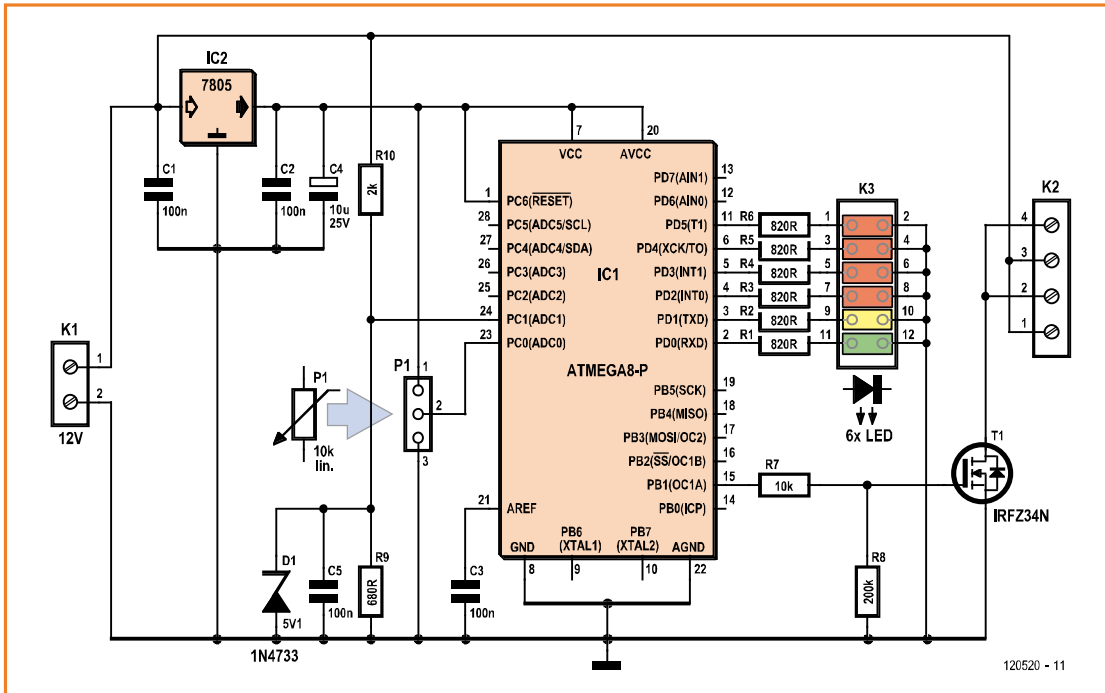 IC2
7805
C1
100n
C2
100n
C4
10u
25V
R10
2k
7
VCC
20
AVCC
1
PC6(RESET)
28
PC5(ADC5/SCL)
27
PC4(ADC4/SDA)
26
PC3(ADC3)
25
PC2(ADC2)
24
PC1(ADC1)
23
PC0(ADC0)
IC1
ATMEGA8-P
PD7(AIN1)
13
PD6(AIN0)
12
PD5(T1)
11
PD4(XCK/TO)
6
PD3(INT1)
5
PD2(INT0)
4
PD1(TXD)
3
PD0(RXD)
2
R6
820R
R5
820R
R4
820R
R3
820R
R2
820R
R1
820R
K3
1
2
3
4
5
6
7
8
9
10
11
12
6x LED
K2
4
3
2
1
K1
1
2
12V
P1
10k
lin.
P1
1
2
3
PB5(SCK)
19
PB4(MISO)
18
PB3(MOSI/OC2)
17
PB2(SS/OC1B)
16
PB1(OC1A)
15
PB0(ICP)
14
R7
10k
T1
IRFZ34N
21
AREF
GND
8
PB6
(XTAL1)
9
PB7
(XTAL2)
10
AGND
22
D1
5V1
1N4733
C5
100n
R9
680R
C3
100n
R8
200k
120520 - 11